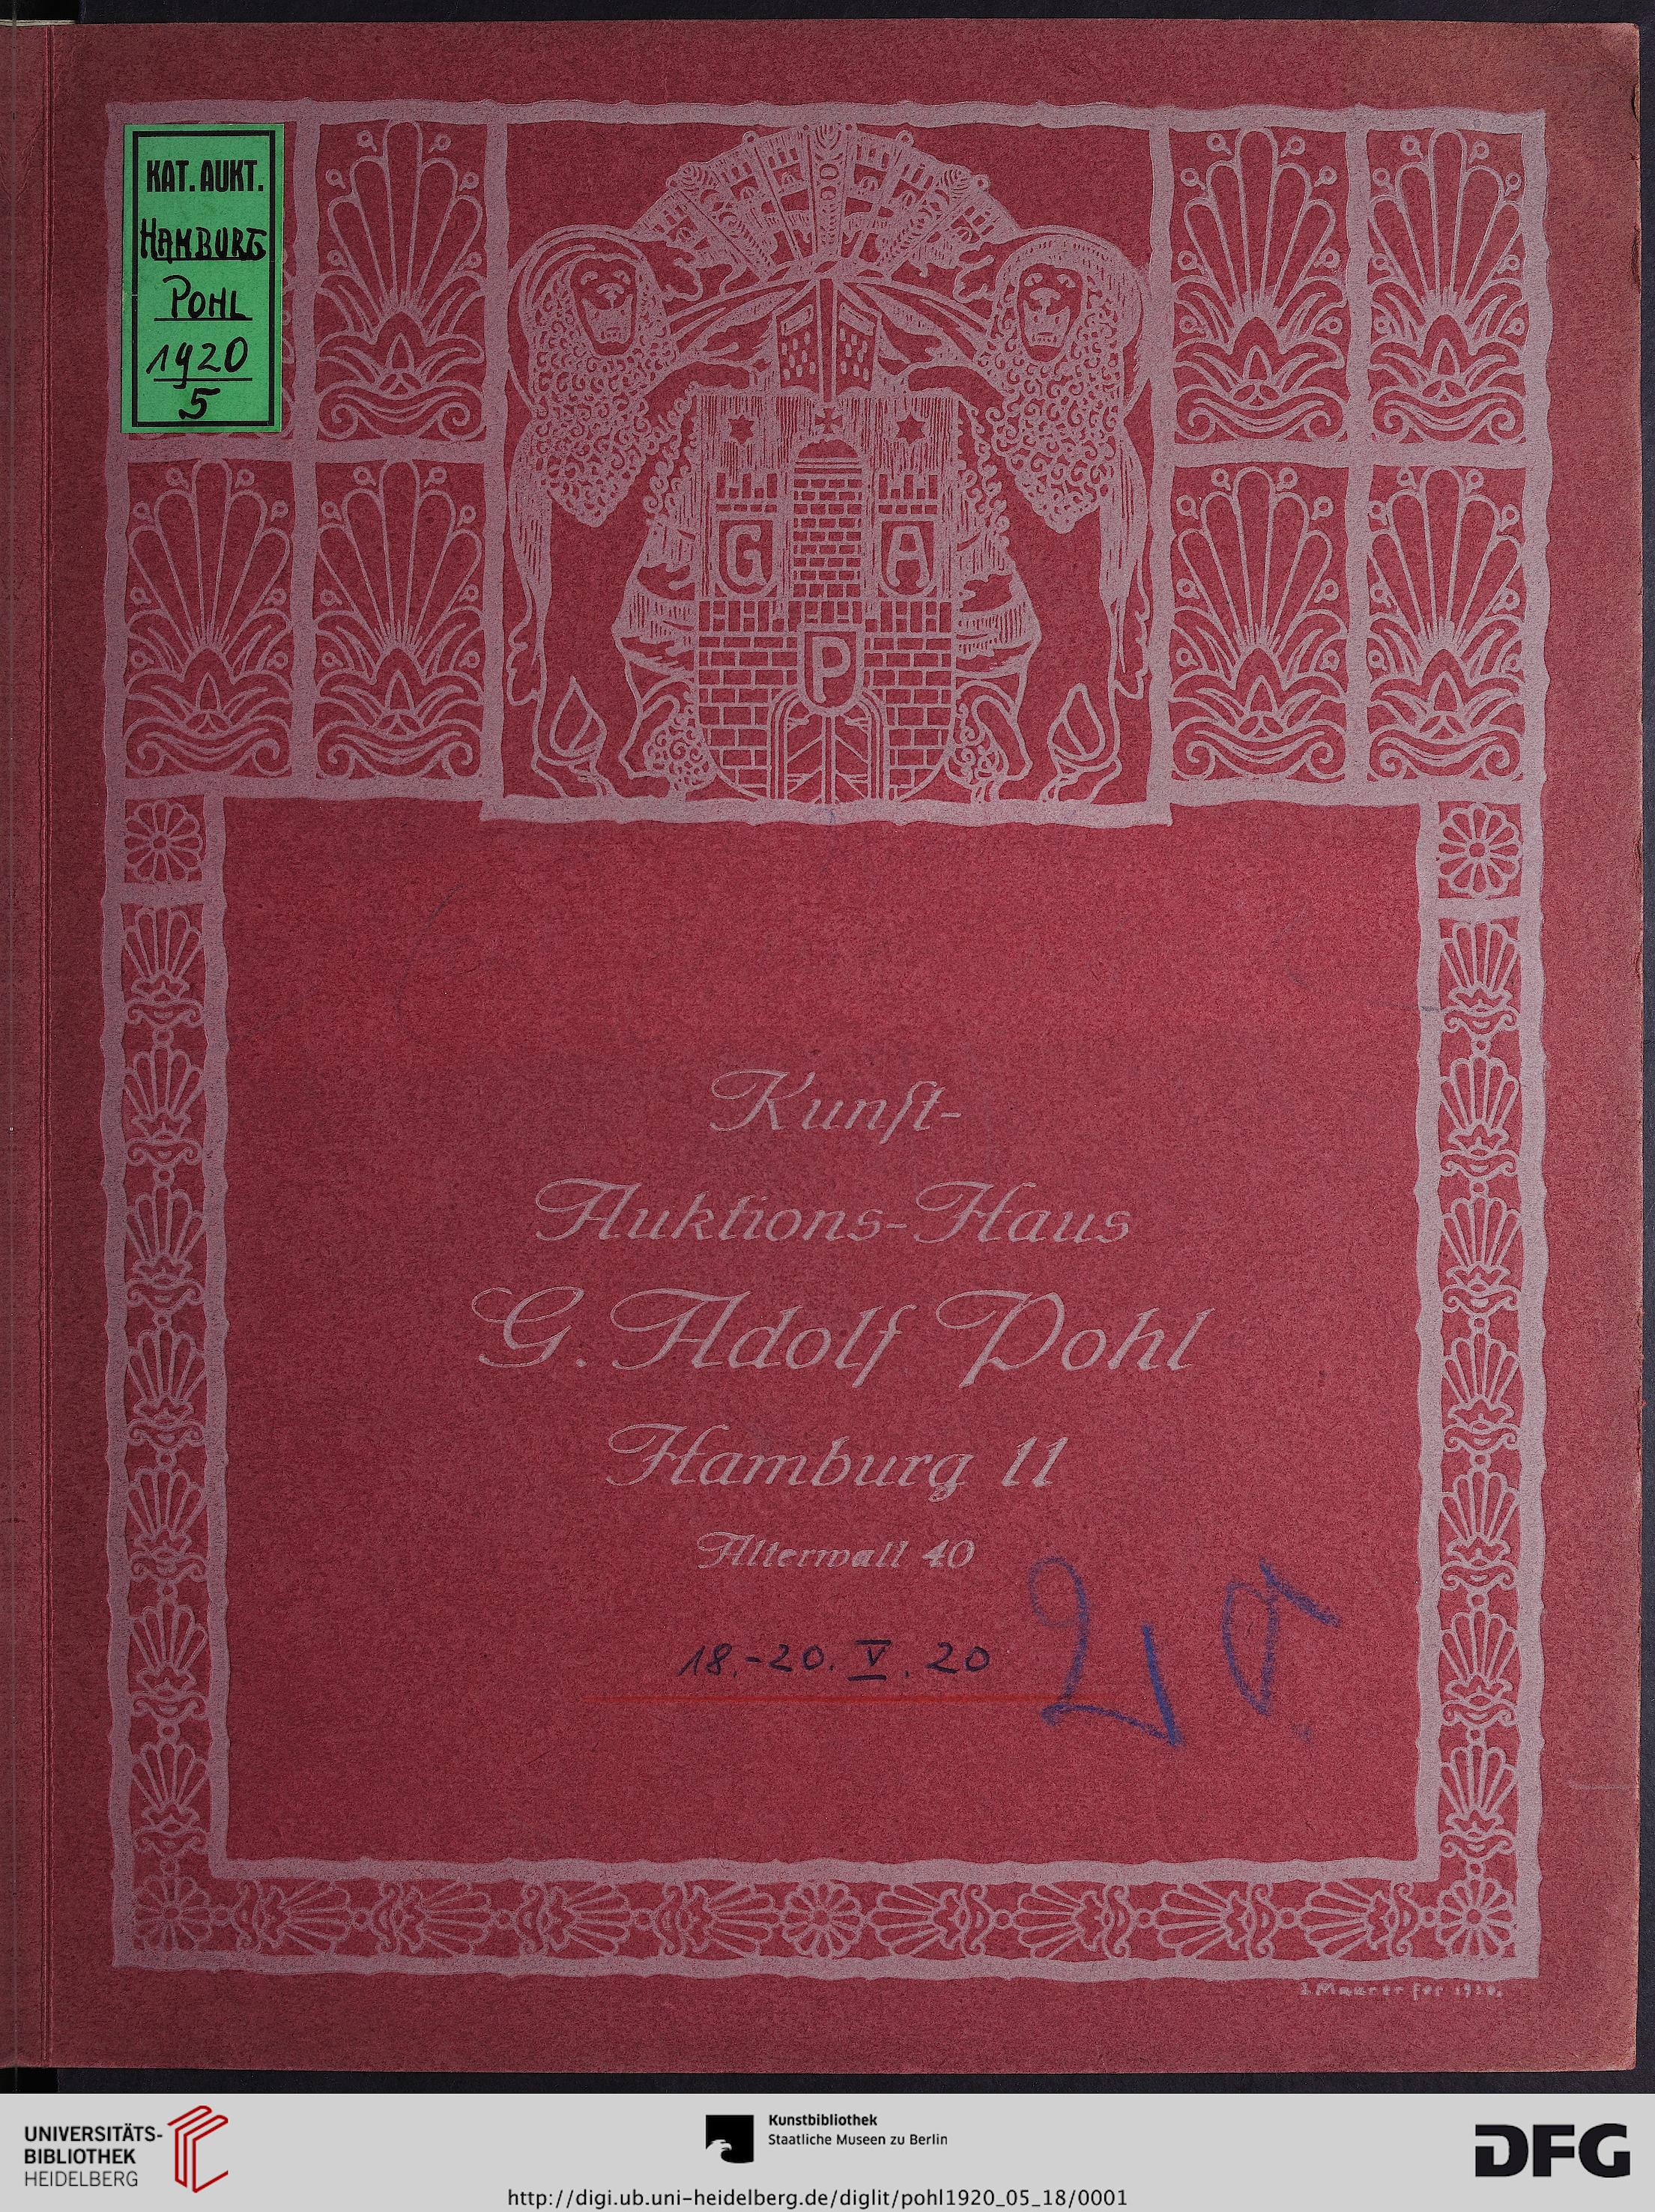 KAT. AUKT.
HAMBURG
POHL
1920
5
G A
P
Kunſt-
Auktions-Haus
G. Adolf Pohl
Hamburg 11
Alterwall 40
18.-20. V. 20
UNIVERSITÄTS-
BIBLIOTHEK
HEIDELBERG
Kunstbibliothek
Staatliche Museen zu Berlin
DFG
http://digi.ub.uni-heidelberg.de/diglit/pohl1920_05_18/0001